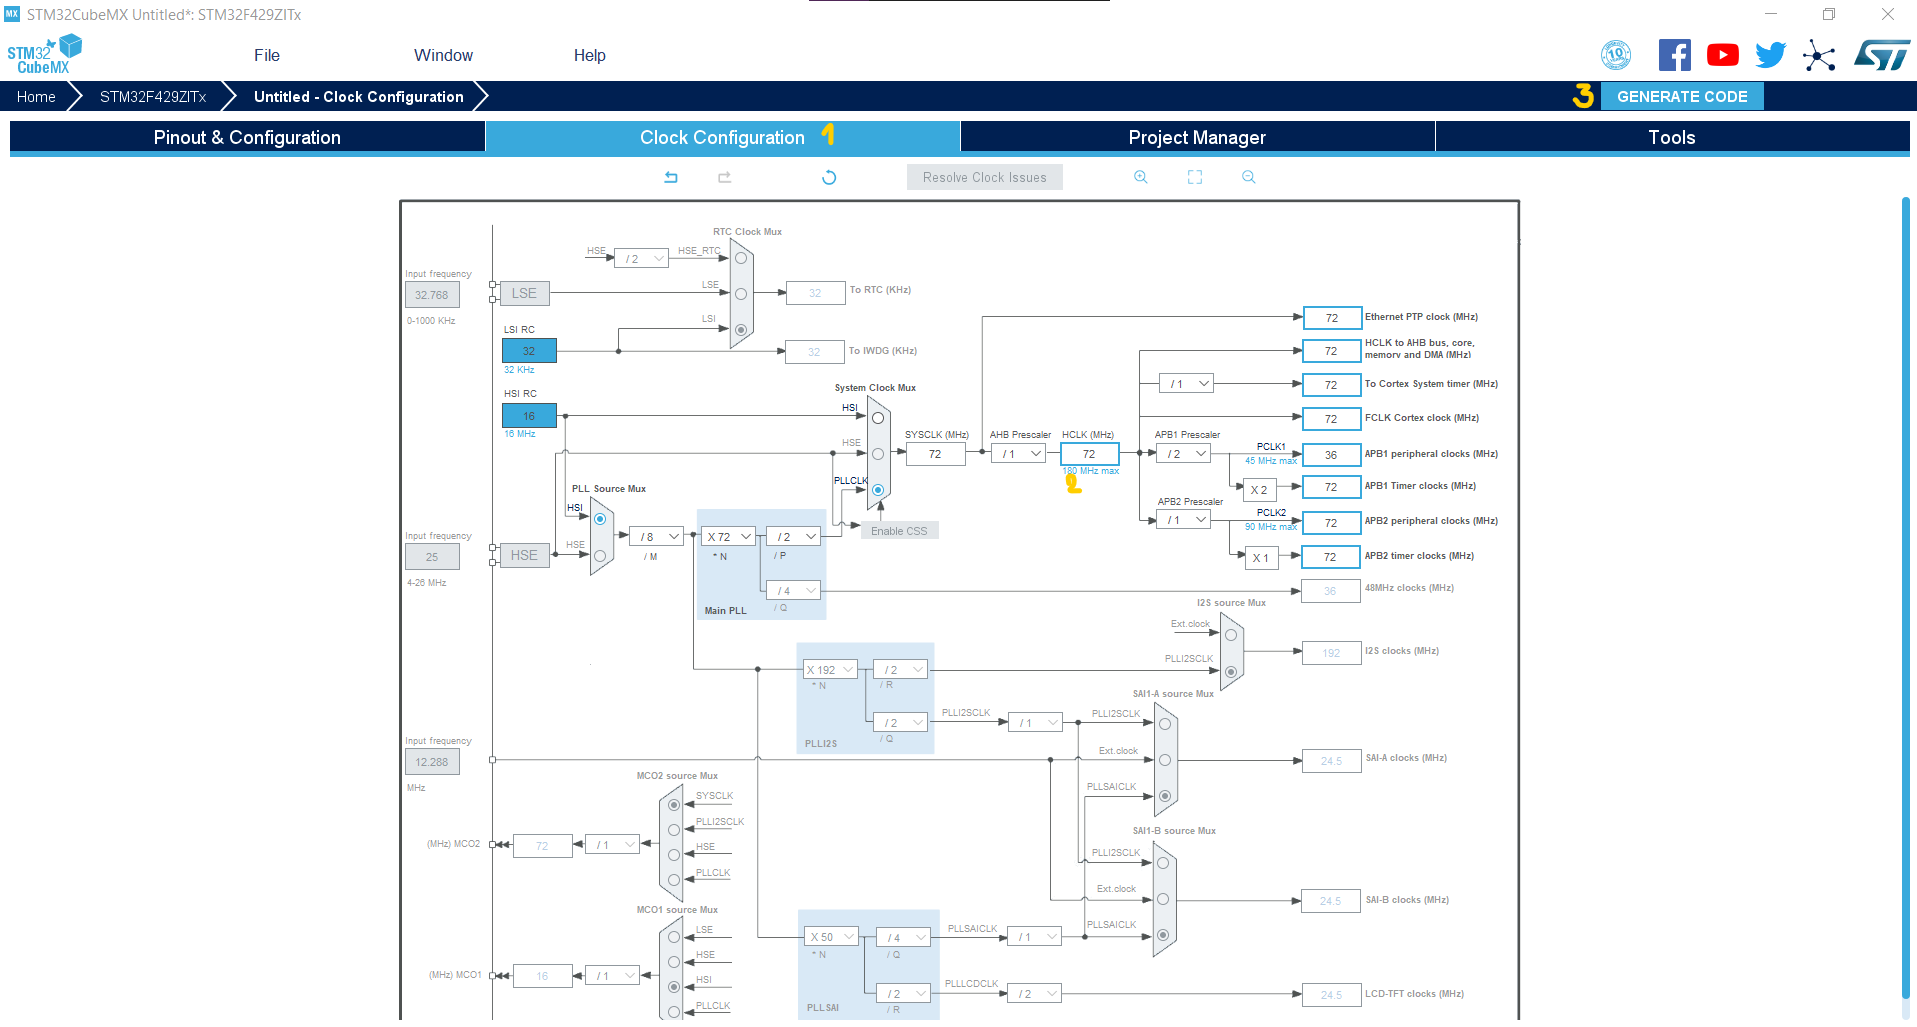 MX STM32CubeMX Untitled*: STM32F429ZITx
STM32
CubeMX
File Window Help
10
ST
Home STM32F429ZITx Untitled - Clock Configuration 3 GENERATE CODE
Pinout & Configuration Clock Configuration 1 Project Manager Tools
Resolve Clock Issues
RTC Clock Mux
HSE / 2 HSE_RTC
Input frequency
32.768 LSE LSE 32 To RTC (KHz)
0-1000 KHz
LSI RC LSI
32 32 To IWDG (KHz)
32 KHz
HSI RC
16
16 MHz
System Clock Mux
HSI
HSE
PLLCLK
Enable CSS
SYSCLK (MHz) AHB Prescaler HCLK (MHz) APB1 Prescaler
72 / 1 72 / 2
180 MHz max
2
72 Ethernet PTP clock (MHz)
72 HCLK to AHB bus, core,
memory and DMA (MHz)
/ 1 72 To Cortex System timer (MHz)
72 FCLK Cortex clock (MHz)
PCLK1 36 APB1 peripheral clocks (MHz)
45 MHz max
X 2 72 APB1 Timer clocks (MHz)
APB2 Prescaler
/ 1 PCLK2 72 APB2 peripheral clocks (MHz)
90 MHz max
X 1 72 APB2 timer clocks (MHz)
36 48MHz clocks (MHz)
PLL Source Mux
HSI
Input frequency
25 HSE HSE
4-26 MHz
/ 8 X 72 / 2
/ M * N / P
/ 4
Main PLL / Q
I2S source Mux
Ext.clock
PLLI2SCLK
192 I2S clocks (MHz)
X 192 / 2
* N / R
/ 2 PLLI2SCLK / 1
PLLI2S / Q
SAI1-A source Mux
PLLI2SCLK
Ext.clock
PLLSAICLK
24.5 SAI-A clocks (MHz)
Input frequency
12.288
MHz
MCO2 source Mux
SYSCLK
PLLI2SCLK
HSE
PLLCLK
(MHz) MCO2 72 / 1
SAI1-B source Mux
PLLI2SCLK
Ext.clock
PLLSAICLK
24.5 SAI-B clocks (MHz)
MCO1 source Mux
LSE
HSE
HSI
PLLCLK
(MHz) MCO1 16 / 1
X 50 / 4 PLLSAICLK / 1
* N / Q
/ 2 PLLLCDCLK / 2 24.5 LCD-TFT clocks (MHz)
PLLSAI / R